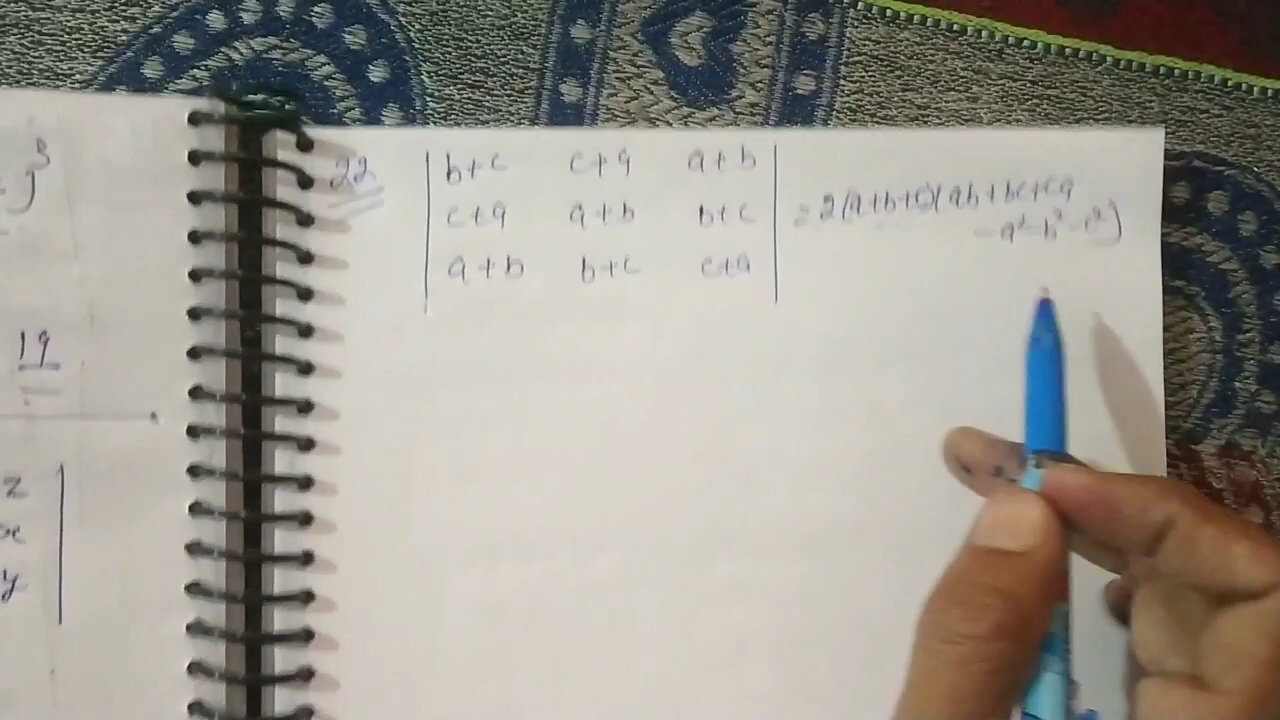 22 | b+c c+a a+b |
| c+a a+b b+c | = 2(a+b+c)(ab+bc+ca
-a²-b²-c²)
| a+b b+c c+a |
19
z
x
y